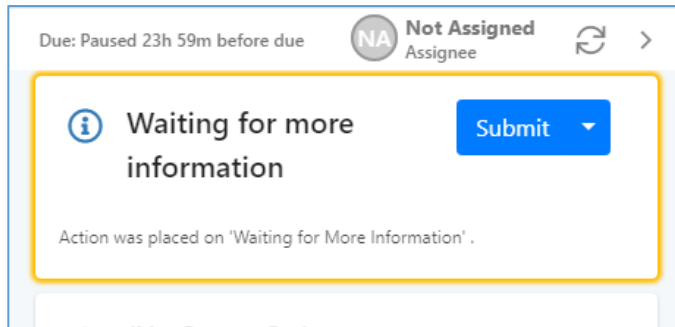 Due: Paused 23h 59m before due
NA
Not Assigned
Assignee
Waiting for more
information
Submit
Action was placed on 'Waiting for More Information' .